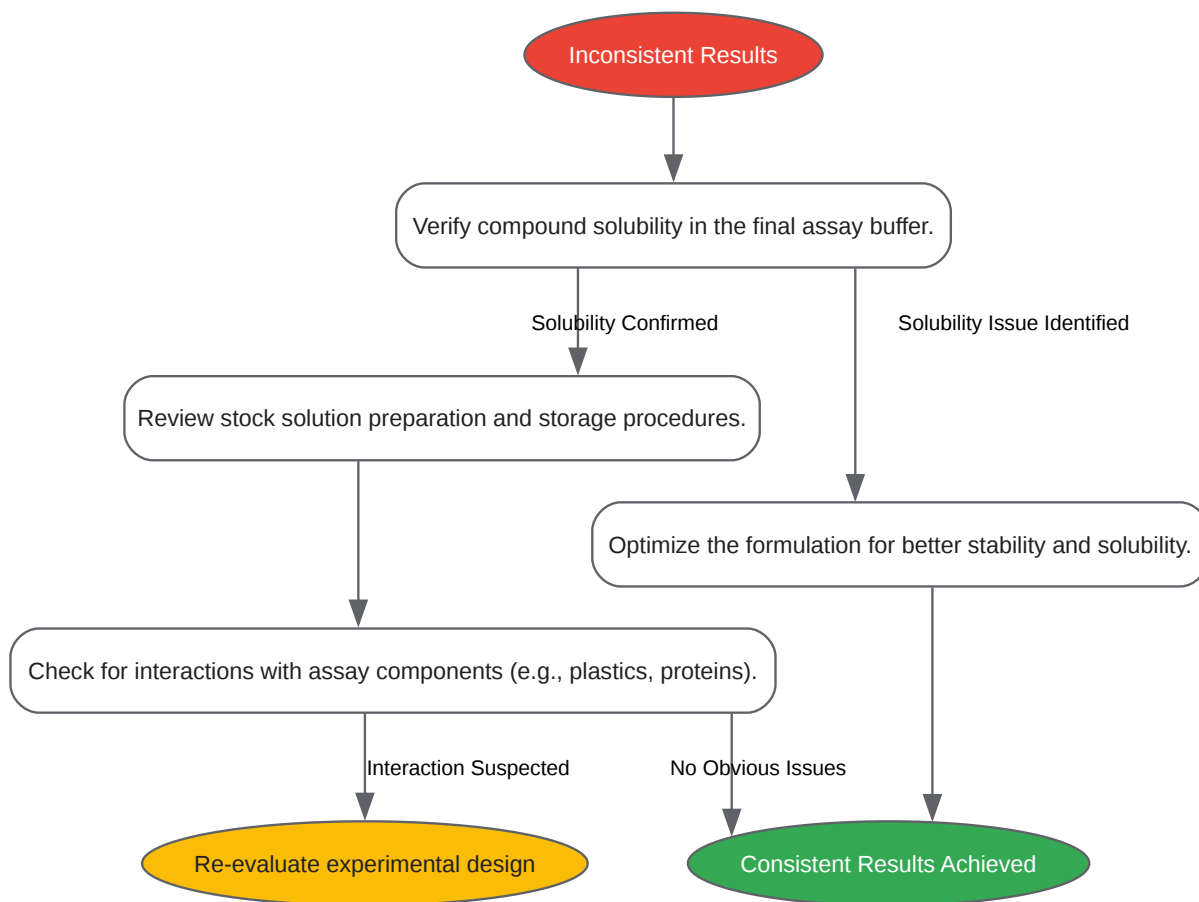 Inconsistent Results
Verify compound solubility in the final assay buffer.
Solubility Confirmed
Solubility Issue Identified
Review stock solution preparation and storage procedures.
Optimize the formulation for better stability and solubility.
Check for interactions with assay components (e.g., plastics, proteins).
Interaction Suspected
No Obvious Issues
Re-evaluate experimental design
Consistent Results Achieved